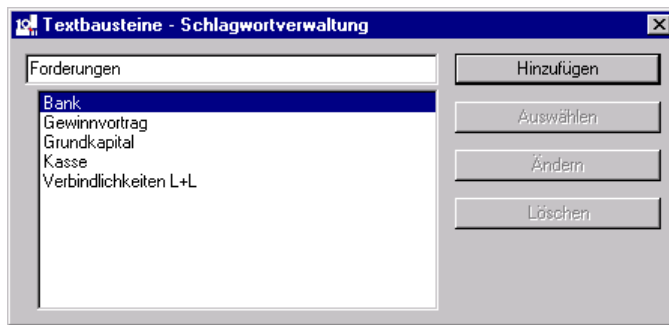 Textbausteine - Schlagwortverwaltung
Forderungen
Hinzufügen
Bank
Gewinnvortrag
Grundkapital
Kasse
Verbindlichkeiten L+L
Auswählen
Ändern
Löschen